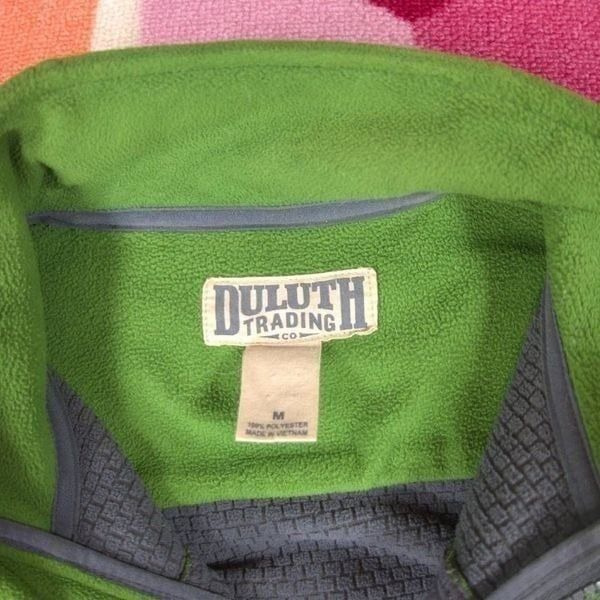 DULUTH
TRADING
CO
M
100% POLYESTER
MADE IN VIETNAM